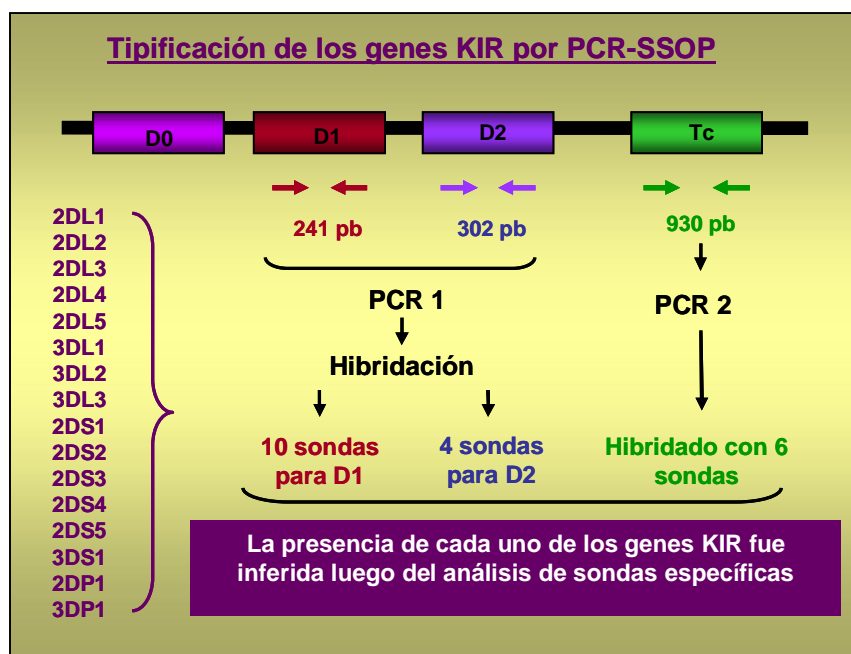 Tipificación de los genes KIR por PCR-SSOP
D0 D1 D2 Tc
241 pb 302 pb 930 pb
2DL1
2DL2
2DL3
2DL4
2DL5
3DL1
3DL2
3DL3
2DS1
2DS2
2DS3
2DS4
2DS5
3DS1
2DP1
3DP1
PCR 1
PCR 2
Hibridación
10 sondas
para D1
4 sondas
para D2
Hibridado con 6
sondas
La presencia de cada uno de los genes KIR fue
inferida luego del análisis de sondas específicas